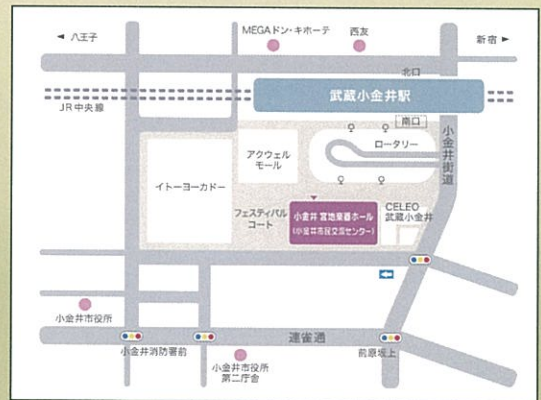 ◀ 八王子
MEGAドン・キホーテ
西友
新宿 ▶
北口
武蔵小金井駅
JR中央線
南口
ロータリー
小金井街道
アクウェル
モール
イトーヨーカドー
フェスティバル
コート
小金井 宮地楽器ホール
(小金井市民交流センター)
CELEO
武蔵小金井
小金井市役所
小金井消防署前
連雀通
前原坂上
小金井市役所
第二庁舎